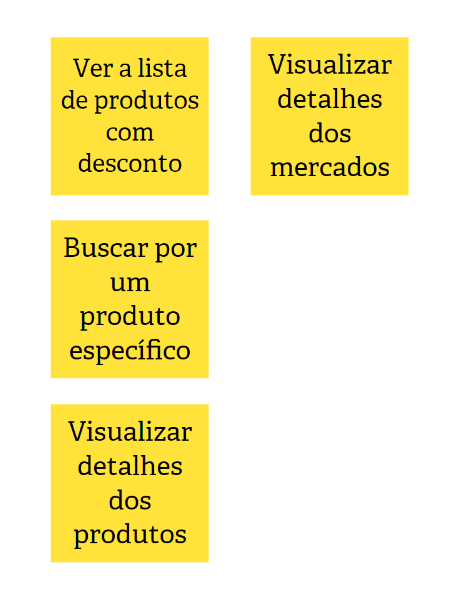 Ver a lista
de produtos
com
desconto
Visualizar
detalhes
dos
mercados
Buscar por
um
produto
específico
Visualizar
detalhes
dos
produtos